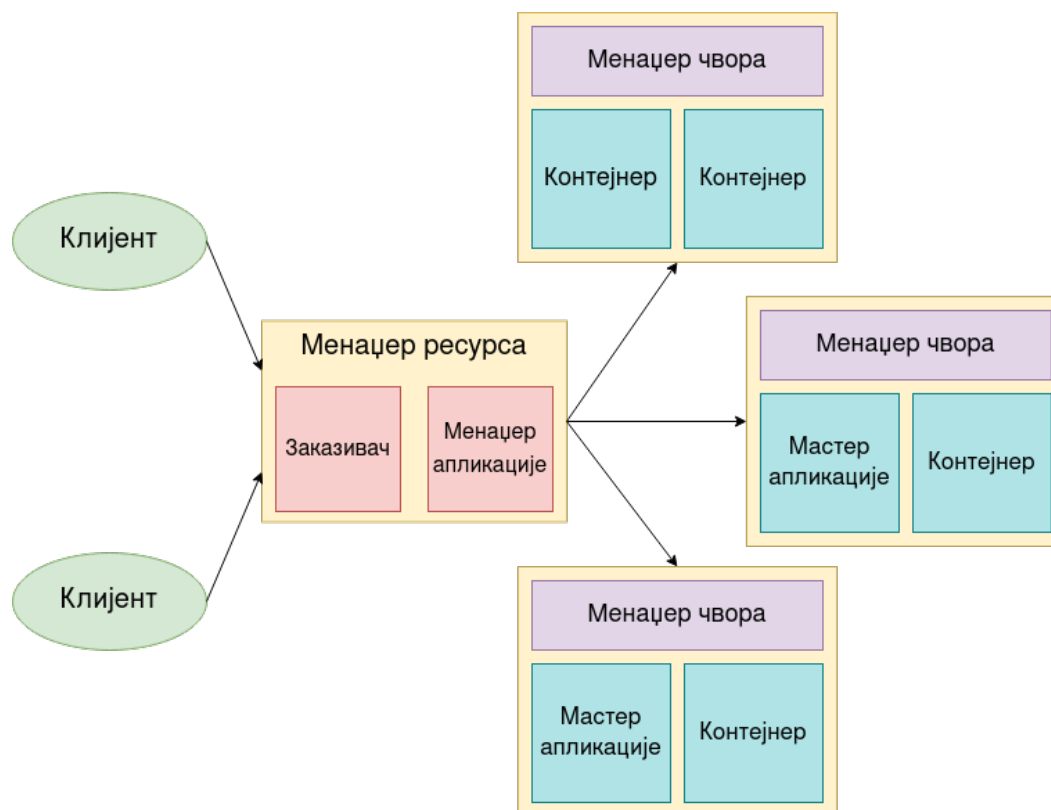 Менаџер чвора
Контејнер
Контејнер
Клијент
Менаџер ресурса
Заказивач
Менаџер
апликације
Клијент
Менаџер чвора
Мастер
апликације
Контејнер
Менаџер чвора
Мастер
апликације
Контејнер